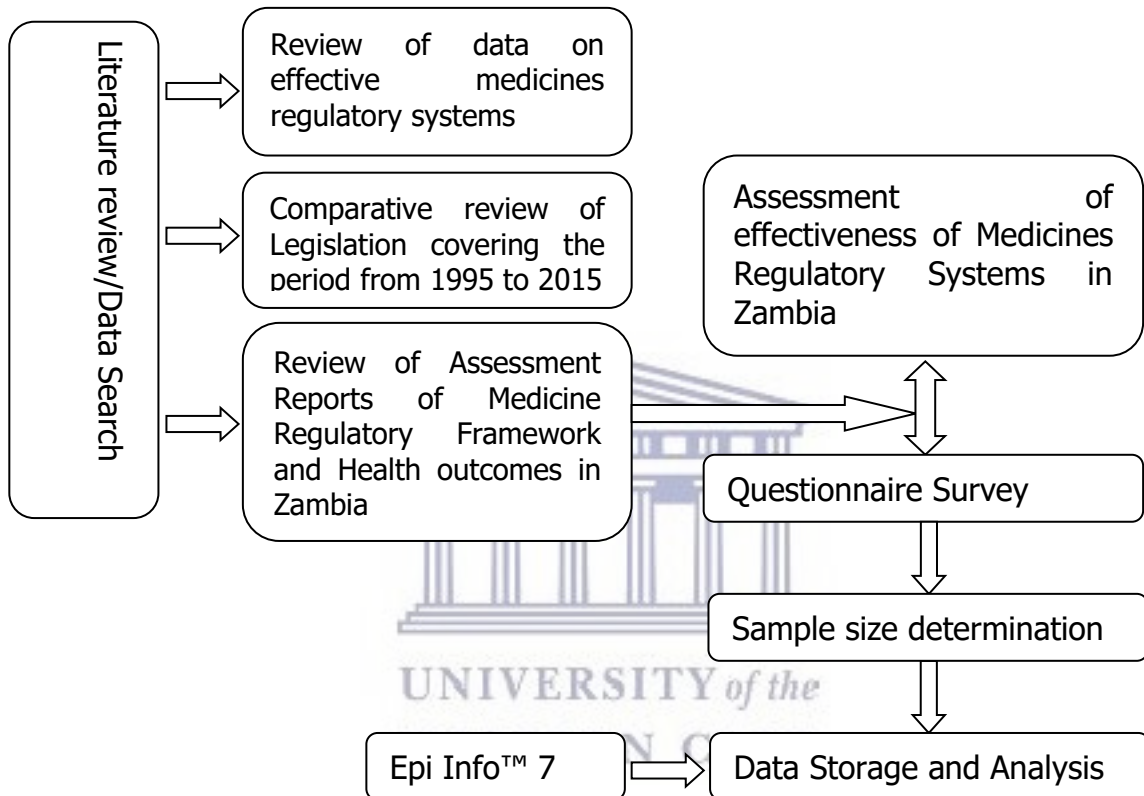 Literature review/Data Search
Review of data on
effective medicines
regulatory systems
Comparative review of
Legislation covering the
period from 1995 to 2015
Review of Assessment
Reports of Medicine
Regulatory Framework
and Health outcomes in
Zambia
Assessment of
effectiveness of Medicines
Regulatory Systems in
Zambia
Questionnaire Survey
Sample size determination
UNIVERSITY of the
Epi Info™ 7
Data Storage and Analysis